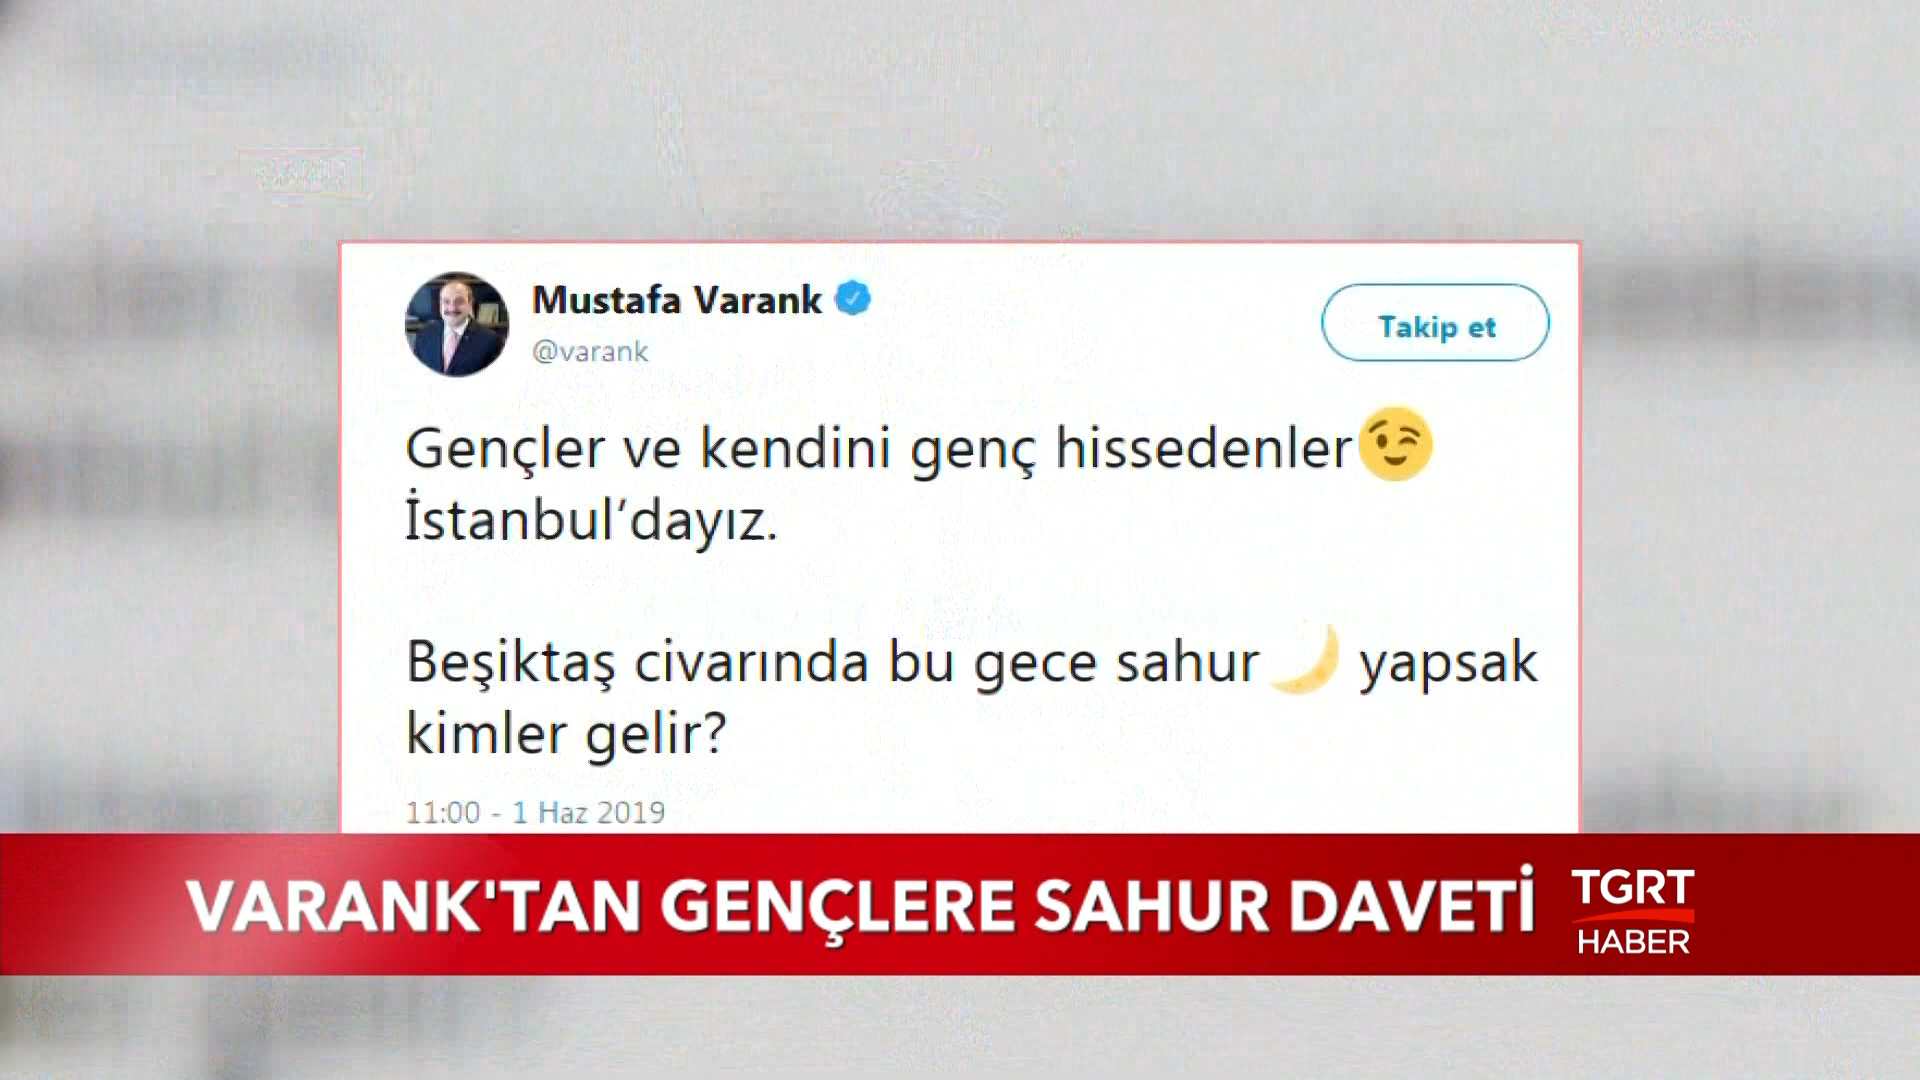 Mustafa Varank
@varank
Takip et
Gençler ve kendini genç hissedenler😉
İstanbul’dayız.
Beşiktaş civarında bu gece sahur🌙 yapsak
kimler gelir?
11:00 - 1 Haz 2019
VARANK'TAN GENÇLERE SAHUR DAVETİ
TGRT
HABER